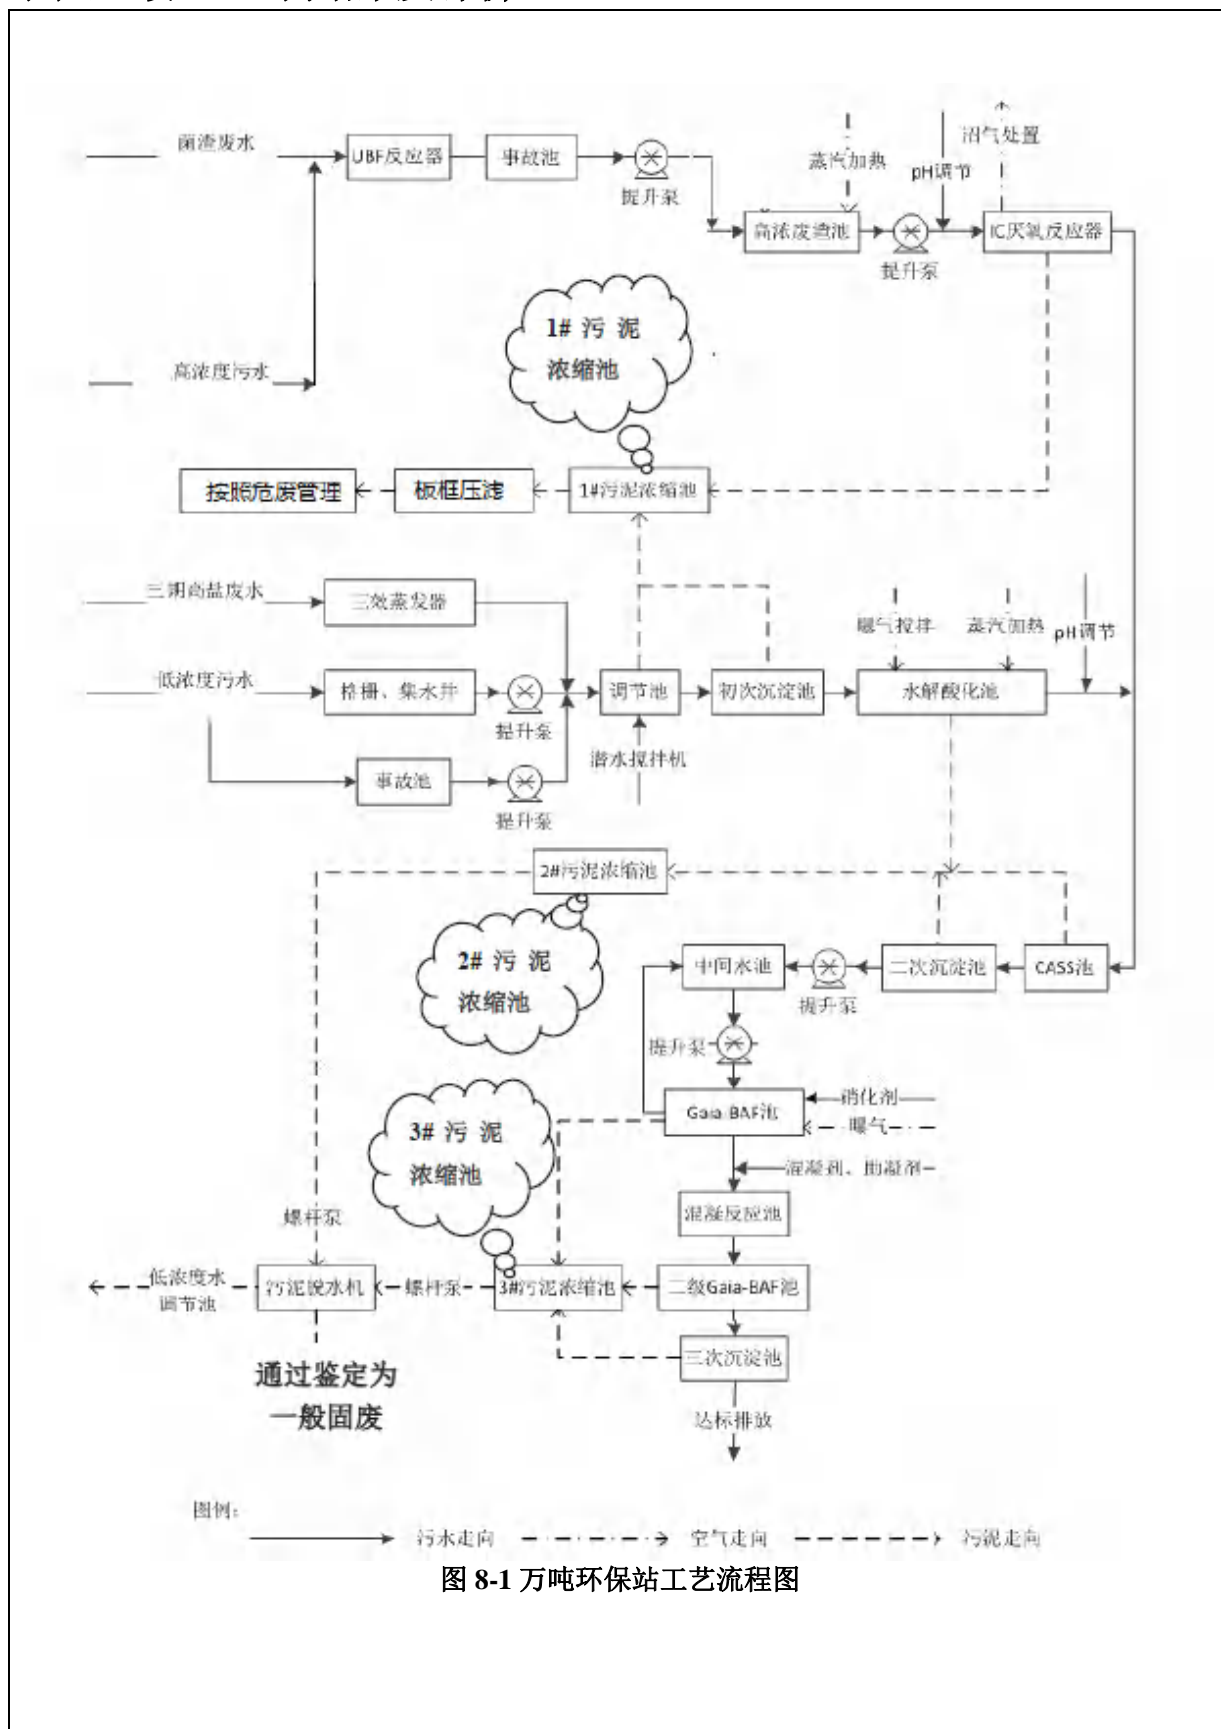 菌渣废水
UBF反应器
事故池
提升泵
蒸汽加热
pH调节
沼气处置
高浓废渣池
提升泵
IC厌氧反应器
高浓度污水
1# 污 泥
浓缩池
按照危废管理
板框压滤
1#污泥浓缩池
三期高盐废水
三效蒸发器
曝气搅拌
蒸汽加热
pH调节
低浓度污水
格栅、集水井
提升泵
调节池
初次沉淀池
水解酸化池
潜水搅拌机
事故池
提升泵
2#污泥浓缩池
2# 污 泥
浓缩池
中间水池
提升泵
二次沉淀池
CASS池
提升泵
Gaia-BAF池
硝化剂
曝气
3# 污 泥
浓缩池
混凝剂、助凝剂
混凝反应池
螺杆泵
低浓度水
调节池
污泥脱水机
螺杆泵
3#污泥浓缩池
二级Gaia-BAF池
三次沉淀池
通过鉴定为
一般固废
达标排放
图例：
污水走向
空气走向
污泥走向
图 8-1 万吨环保站工艺流程图